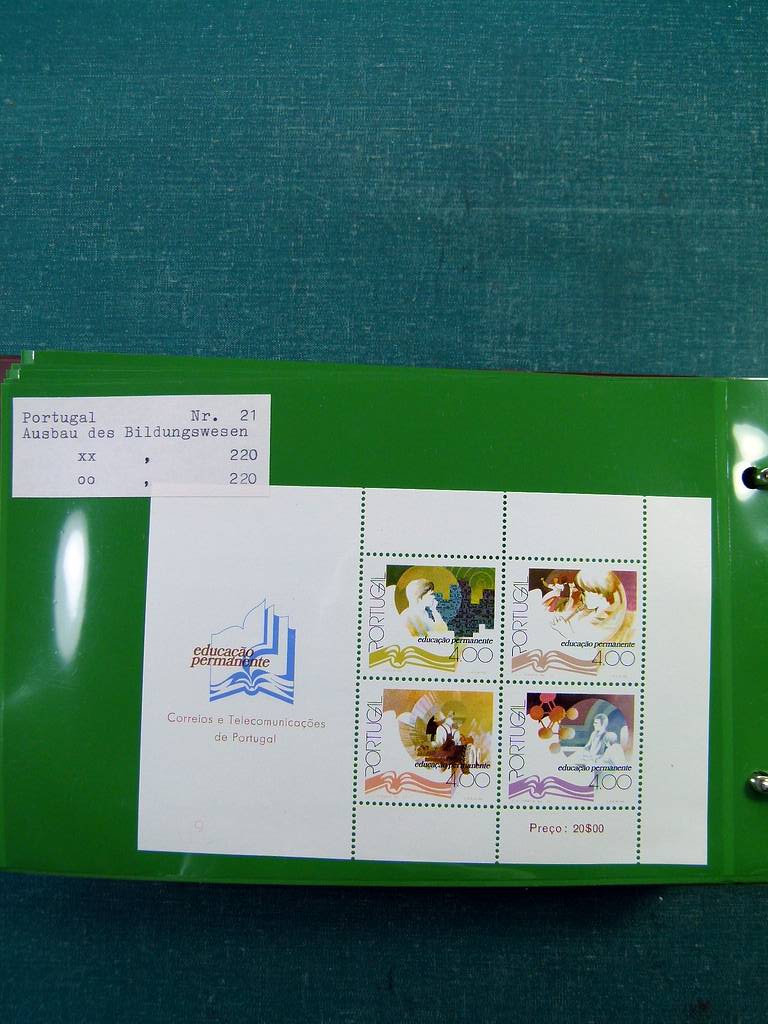 Portugal Nr. 21
Ausbau des Bildungswesen
xx , 220
oo , 220
educação
permanente
Correios e Telecomunicações
de Portugal
9
PORTUGAL
educação permanente
4.00
PORTUGAL
educação permanente
4.00
PORTUGAL
educação permanente
4.00
PORTUGAL
educação permanente
4.00
Preço: 20$00